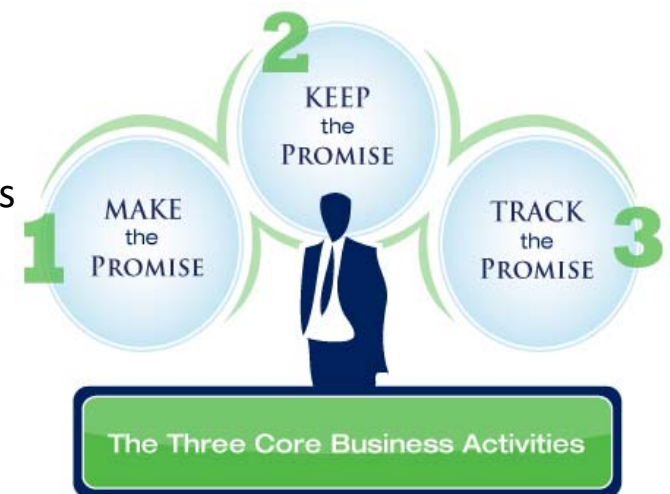 s
1
MAKE
the
PROMISE
2
KEEP
the
PROMISE
TRACK
the
PROMISE
3
The Three Core Business Activities